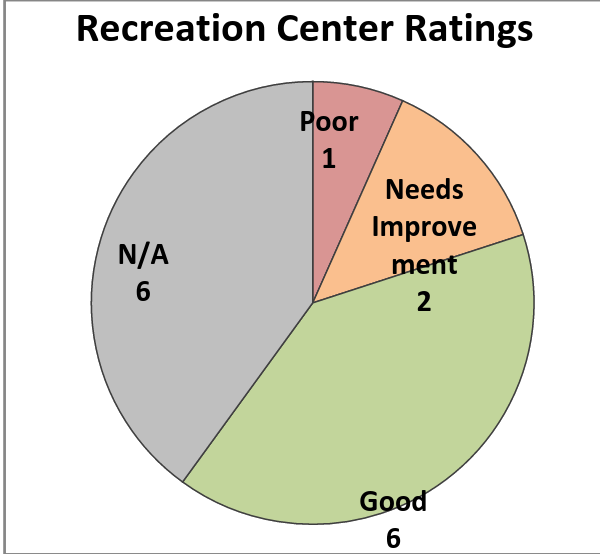 Recreation Center Ratings
Poor
1
Needs
Improve
ment
2
N/A
6
Good
6